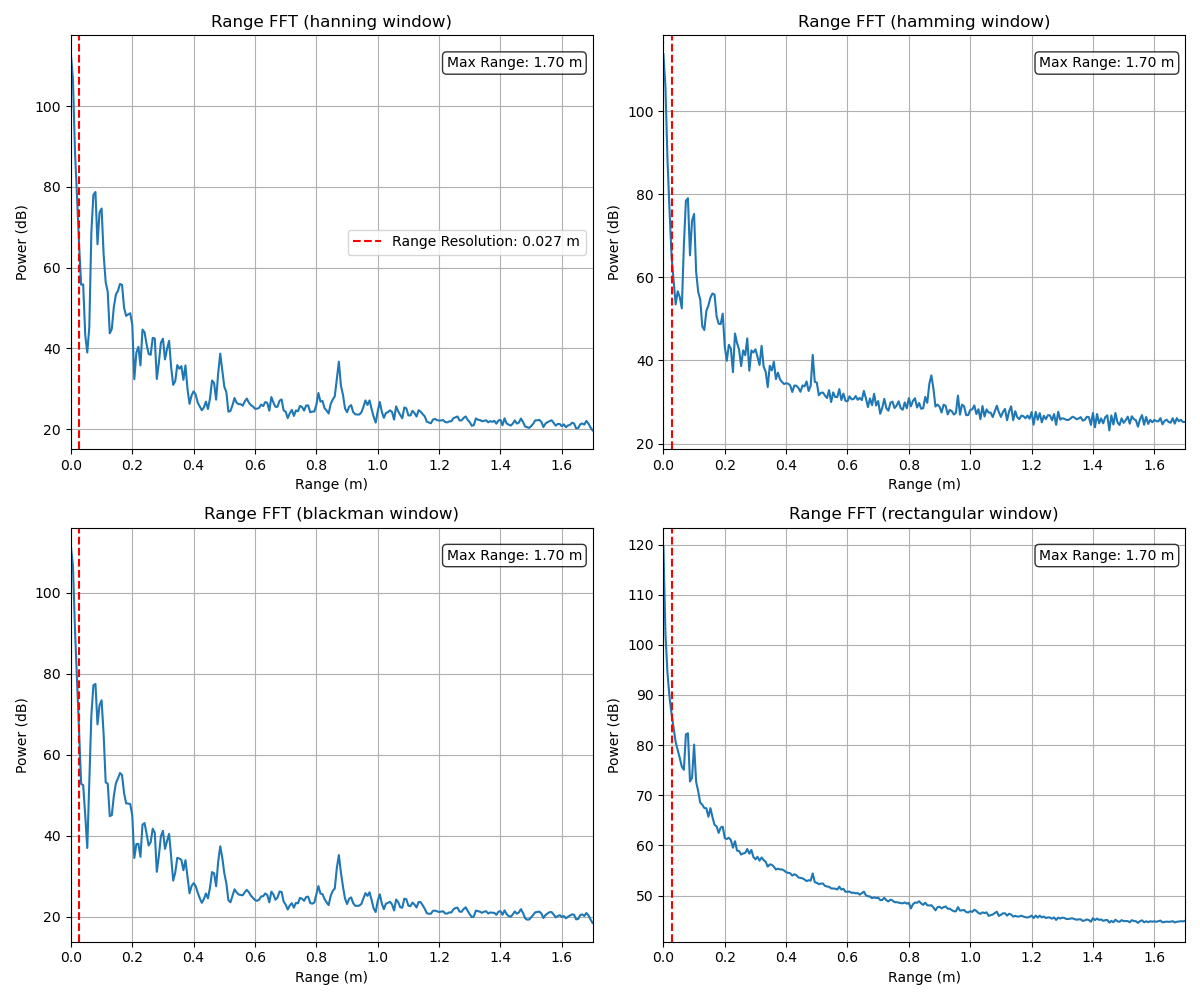 Range FFT (hanning window)
Max Range: 1.70 m
Range Resolution: 0.027 m
Power (dB)
100
80
60
40
20
0.0 0.2 0.4 0.6 0.8 1.0 1.2 1.4 1.6
Range (m)
Range FFT (hamming window)
Max Range: 1.70 m
Power (dB)
100
80
60
40
20
0.0 0.2 0.4 0.6 0.8 1.0 1.2 1.4 1.6
Range (m)
Range FFT (blackman window)
Max Range: 1.70 m
Power (dB)
100
80
60
40
20
0.0 0.2 0.4 0.6 0.8 1.0 1.2 1.4 1.6
Range (m)
Range FFT (rectangular window)
Max Range: 1.70 m
Power (dB)
120
110
100
90
80
70
60
50
0.0 0.2 0.4 0.6 0.8 1.0 1.2 1.4 1.6
Range (m)